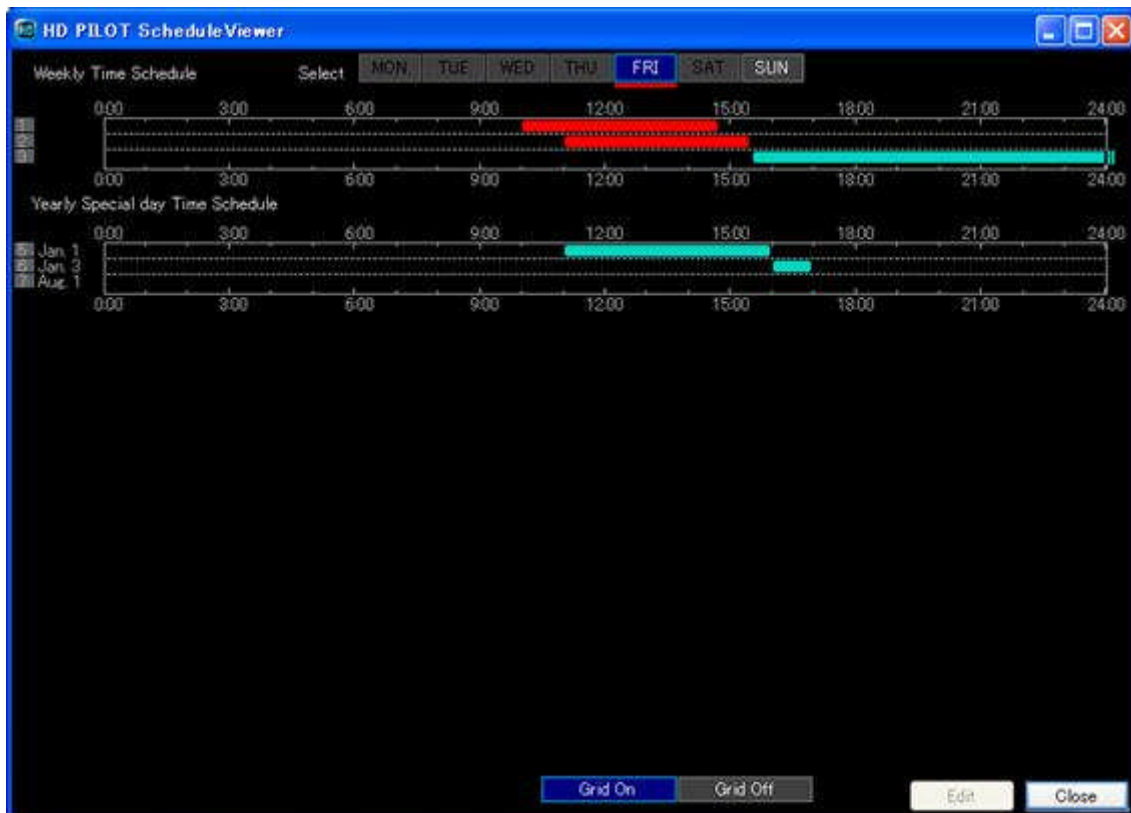 HD PILOT ScheduleViewer
Weekly Time Schedule Select MON. TUE WED THU FRI SAT SUN
0:00 3:00 6:00 9:00 12:00 15:00 18:00 21:00 24:00
1
2
3
0:00 3:00 6:00 9:00 12:00 15:00 18:00 21:00 24:00
Yearly Special day Time Schedule
0:00 3:00 6:00 9:00 12:00 15:00 18:00 21:00 24:00
5 Jan. 1
6 Jan. 3
7 Aug. 1
0:00 3:00 6:00 9:00 12:00 15:00 18:00 21:00 24:00
Grid On Grid Off Edit Close